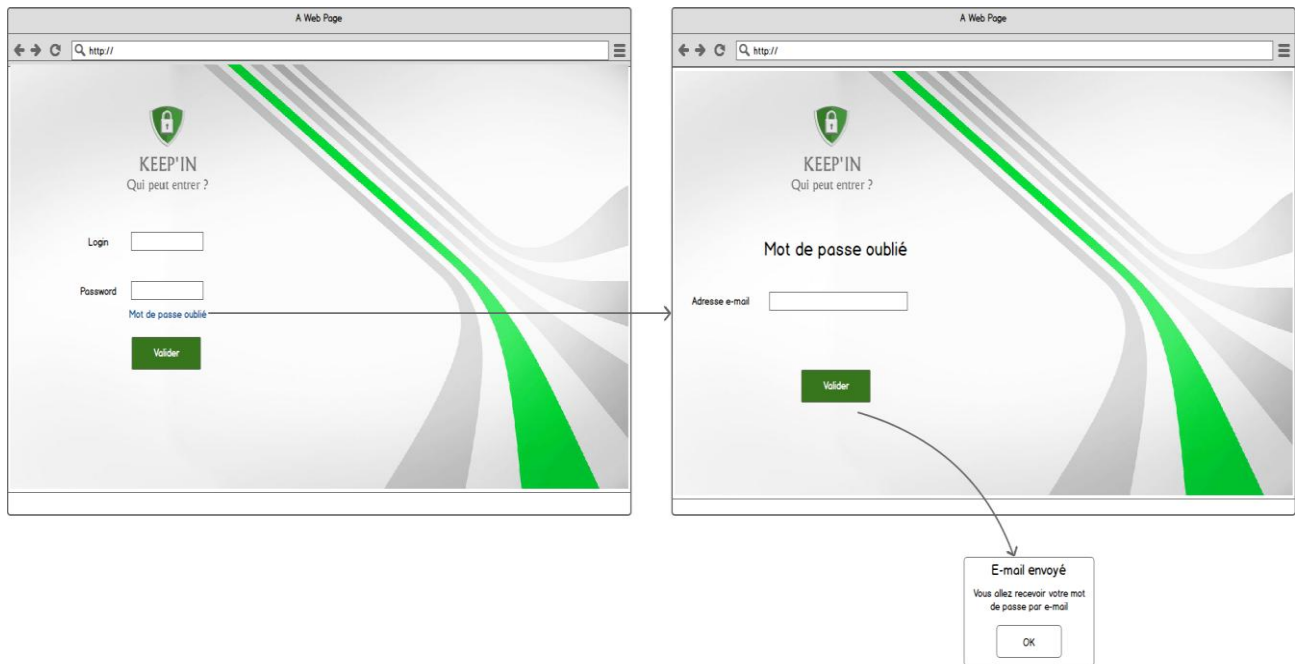 A Web Page
http://
KEEP'IN
Qui peut entrer ?
Login
Password
Mot de passe oublié
Valider
A Web Page
http://
KEEP'IN
Qui peut entrer ?
Mot de passe oublié
Adresse e-mail
Valider
E-mail envoyé
Vous allez recevoir votre mot
de passe par e-mail
OK